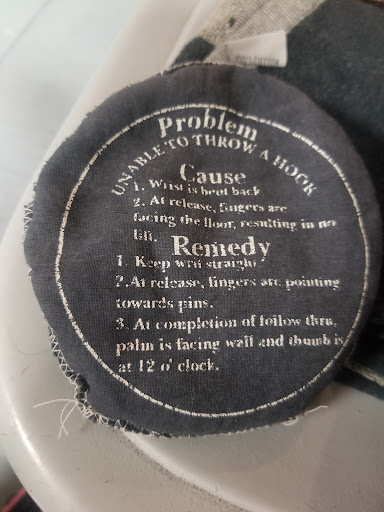 Problem
UNABLE TO THROW A HOOK
Cause
1. Wrist is bent back
2. At release, fingers are
facing the floor, resulting in no
lift.
Remedy
1. Keep wrist straight
2. At release, fingers are pointing
towards pins.
3. At completion of follow thru,
palm is facing wall and thumb is
at 12 o' clock.